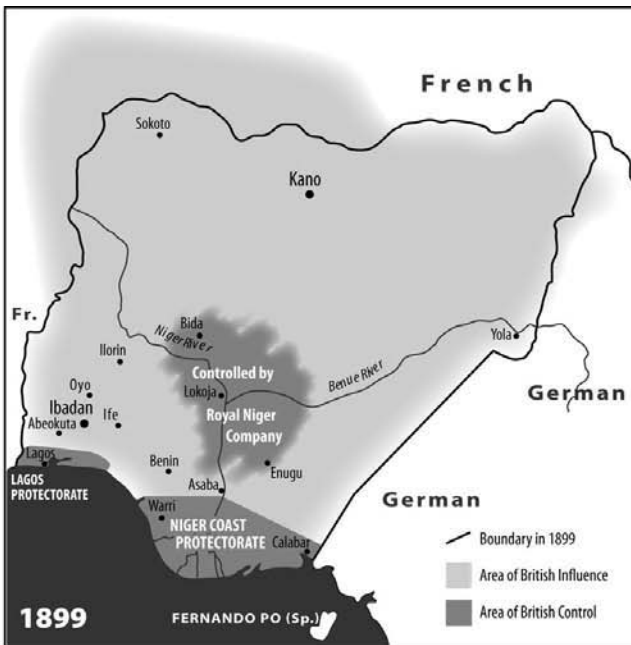 French
Sokoto
Kano
Fr.
Bida
Niger River
Yola
Ilorin
Controlled by
Benue River
Oyo
Lokoja
German
Ibadan
Ife
Royal Niger
Company
Abeokuta
Lagos
Benin
Enugu
LAGOS
PROTECTORATE
Asaba
German
Warri
NIGER COAST
PROTECTORATE
Calabar
Boundary in 1899
Area of British Influence
Area of British Control
1899
FERNANDO PO (Sp.)